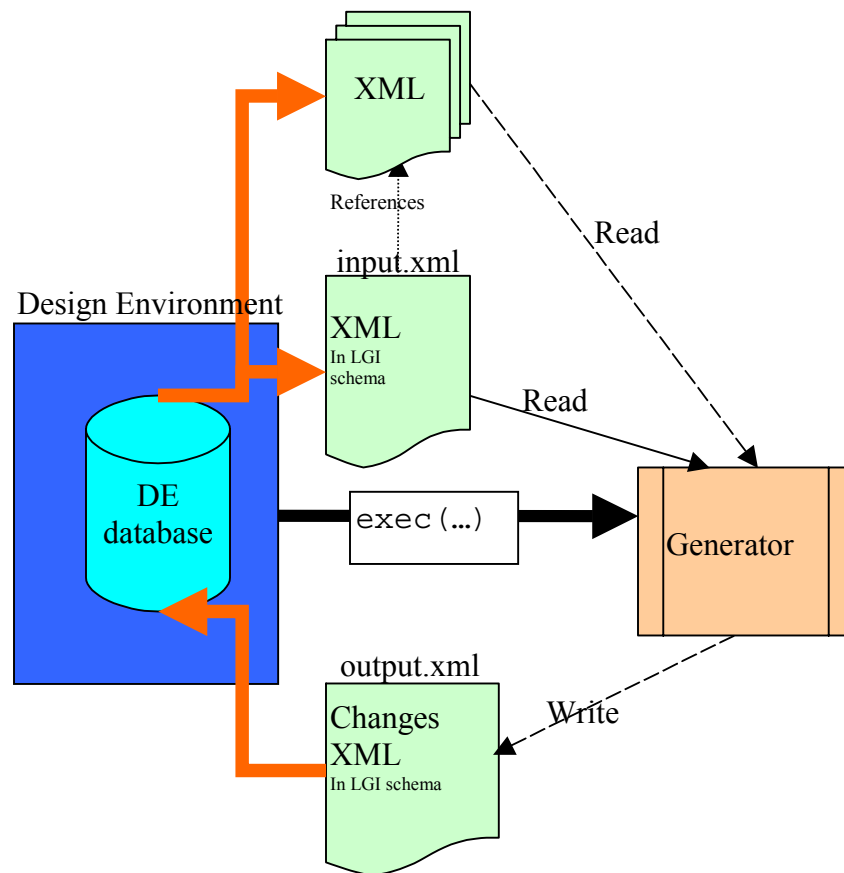 XML
References
Read
input.xml
Design Environment
XML
In LGI
schema
Read
DE
database
exec(…)
Generator
output.xml
Changes
XML
In LGI schema
Write